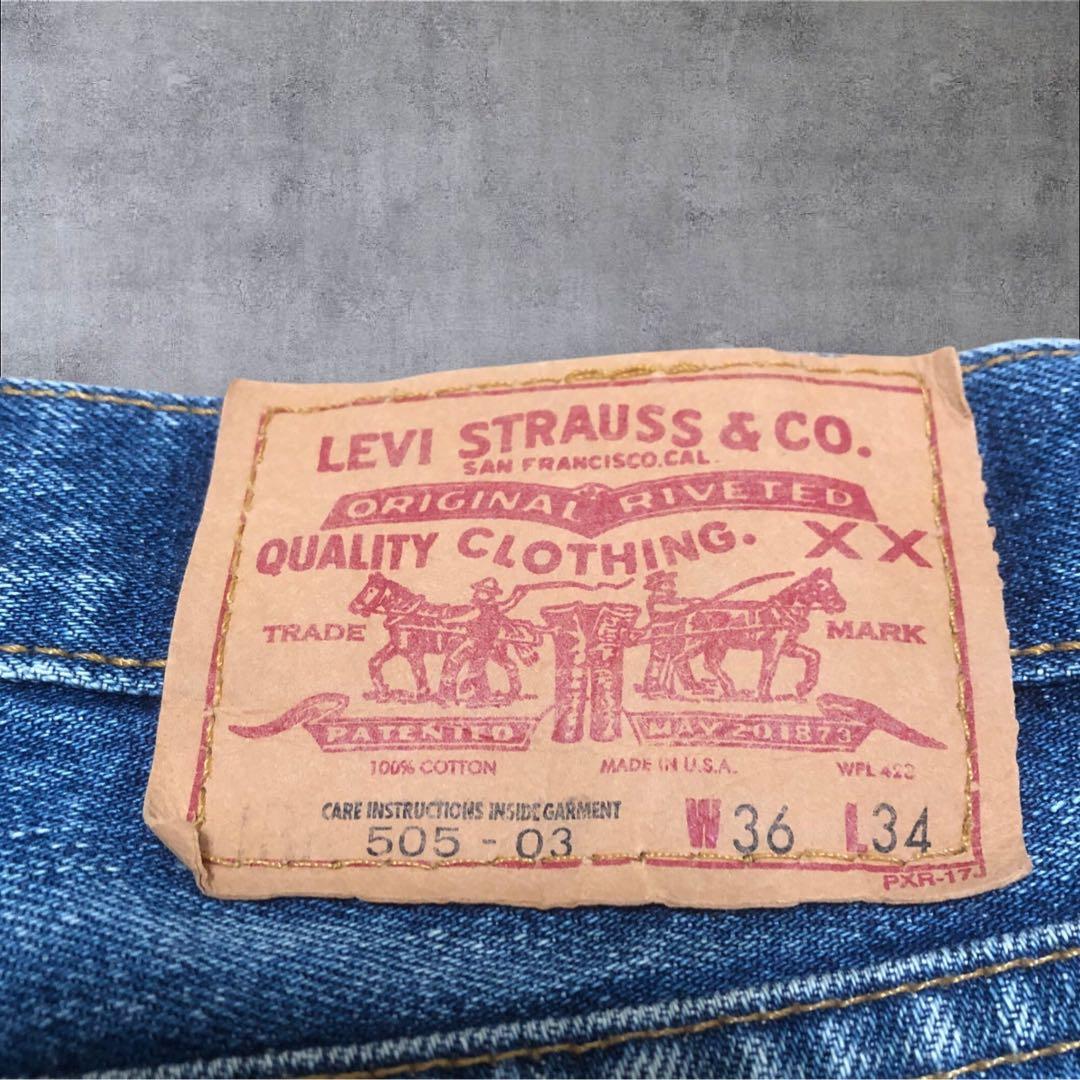 LEVI STRAUSS & CO.
SAN FRANCISCO.CAL.
ORIGINAL RIVETED
QUALITY CLOTHING. XX
TRADE MARK
PATENTED MAY 20 1873
100% COTTON MADE IN U.S.A. WPL 423
CARE INSTRUCTIONS INSIDE GARMENT
505 - 03 W 36 L 34
PXR-17J